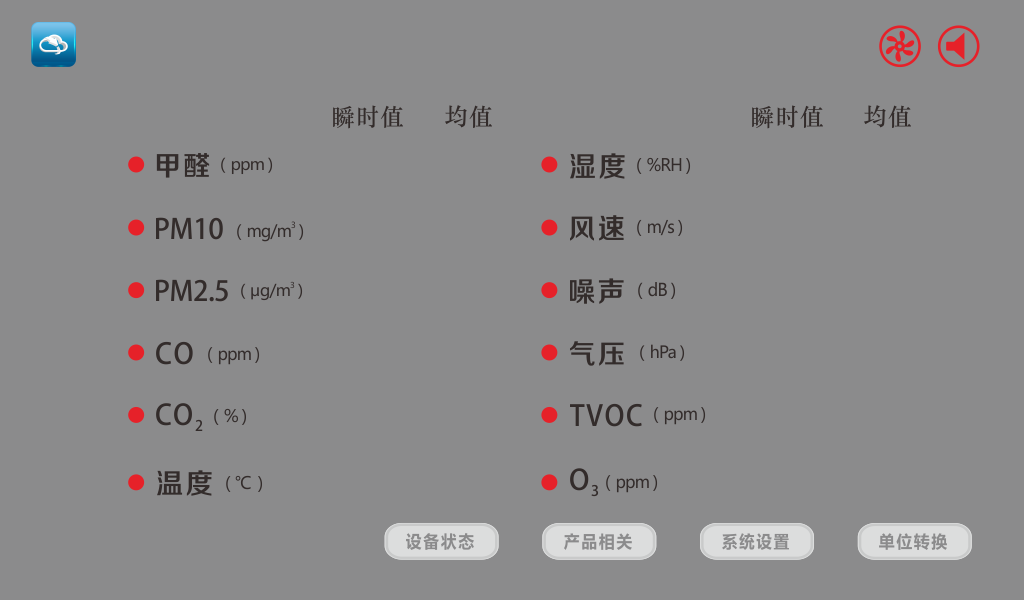 瞬时值 均值 瞬时值 均值
甲醛 ( ppm ) 湿度 ( %RH )
PM10 ( mg/m³ ) 风速 ( m/s )
PM2.5 ( μg/m³ ) 噪声 ( dB )
CO ( ppm ) 气压 ( hPa )
CO₂ ( % ) TVOC ( ppm )
温度 ( ℃ ) O₃ ( ppm )
设备状态 产品相关 系统设置 单位转换